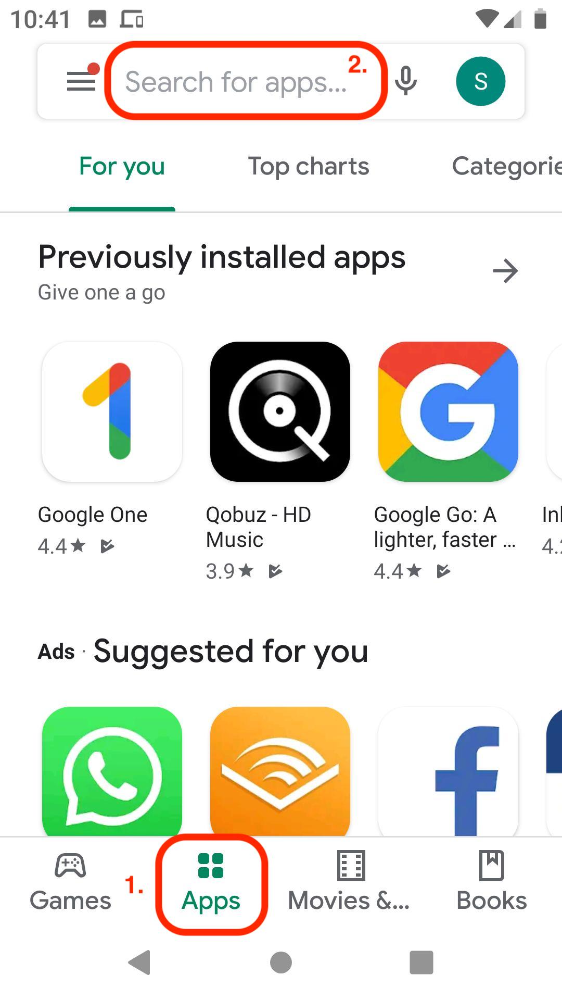 10:41
Search for apps...
2.
S
For you Top charts Categorie
Previously installed apps
Give one a go
Google One
4.4
Qobuz - HD
Music
3.9
Google Go: A
lighter, faster ...
4.4
4.
Ads · Suggested for you
1.
Games Apps Movies &... Books